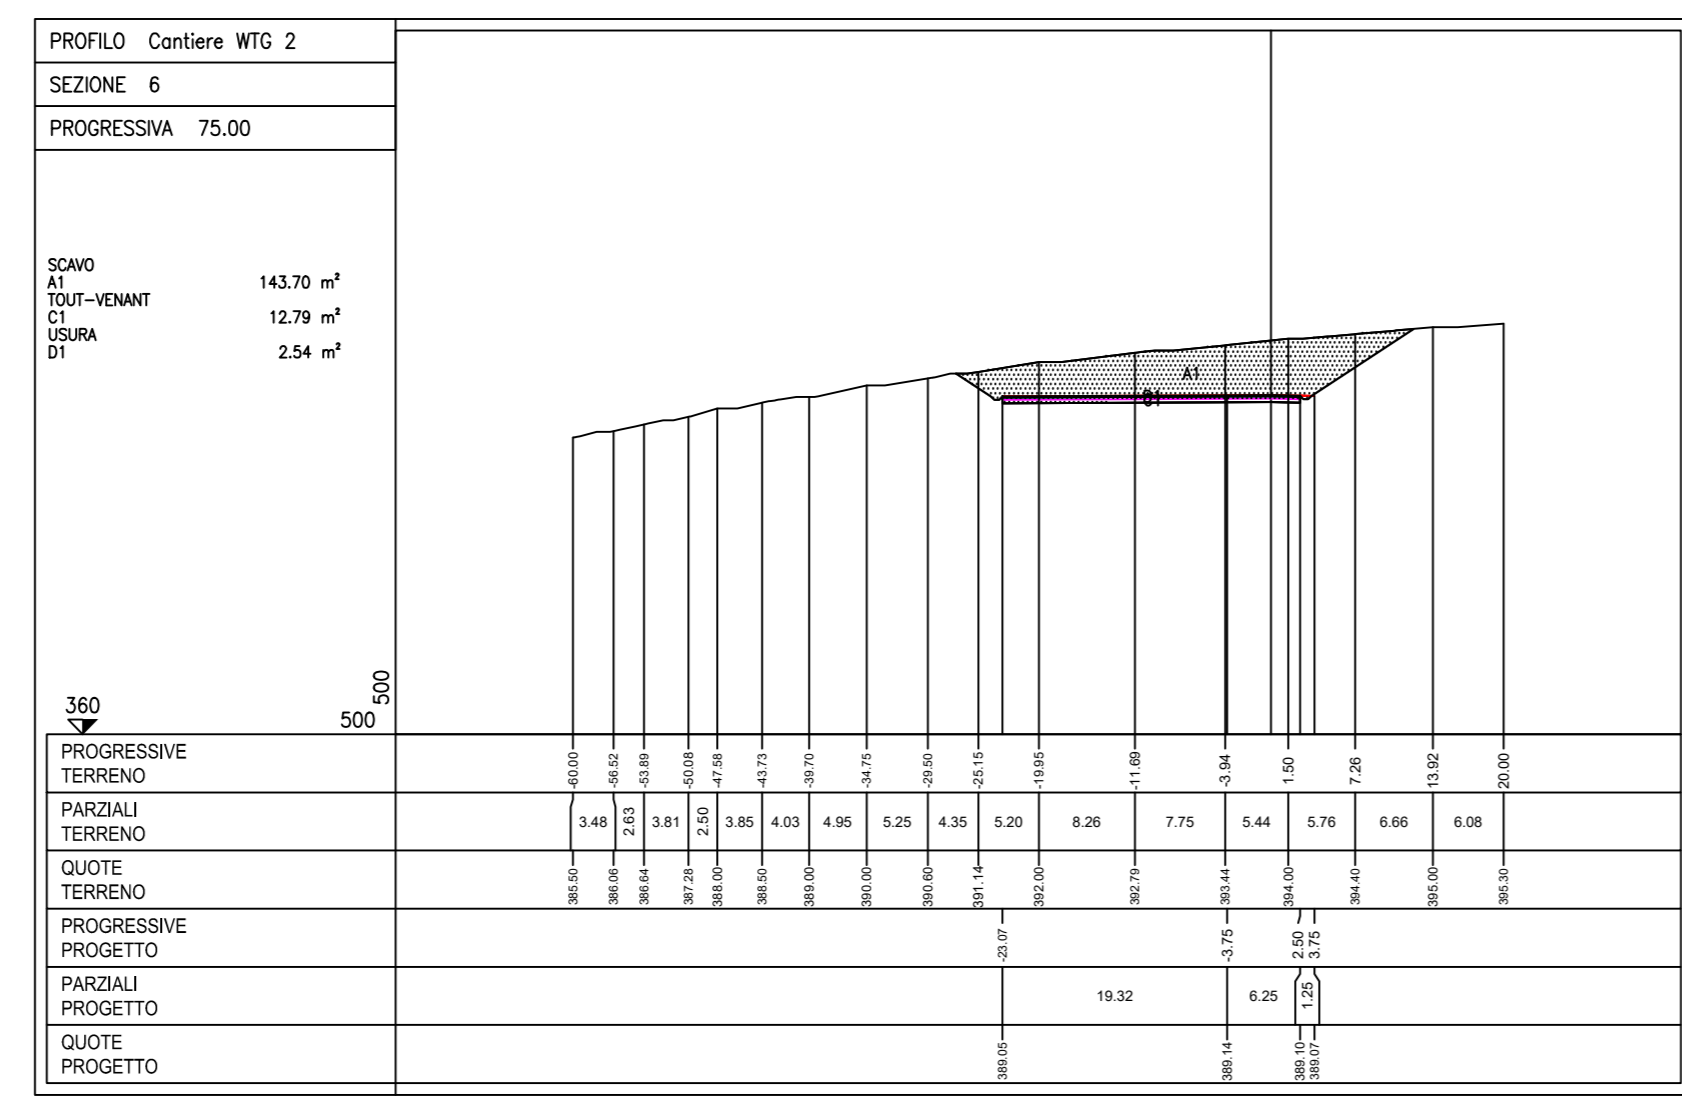 PROFILO Cantiere WTG 2
SEZIONE 6
PROGRESSIVA 75.00
SCAVO
A1 143.70 m²
TOUT-VENANT
C1 12.79 m²
USURA
D1 2.54 m²
A1
360
500
500
PROGRESSIVE
TERRENO
-60.00 -56.52 -53.89 -50.08 -47.58 -43.73 -39.70 -34.75 -29.50 -25.15 -19.95 -11.69 -3.94 1.50 7.26 13.92 20.00
PARZIALI
TERRENO
3.48 2.63 3.81 2.50 3.85 4.03 4.95 5.25 4.35 5.20 8.26 7.75 5.44 5.76 6.66 6.08
QUOTE
TERRENO
385.50 386.06 386.64 387.28 388.00 388.50 389.00 390.00 390.60 391.14 392.00 392.79 393.44 394.00 394.40 395.00 395.30
PROGRESSIVE
PROGETTO
-23.07 -3.75 2.50 3.75
PARZIALI
PROGETTO
19.32 6.25 1.25
QUOTE
PROGETTO
389.05 389.14 389.10 389.07